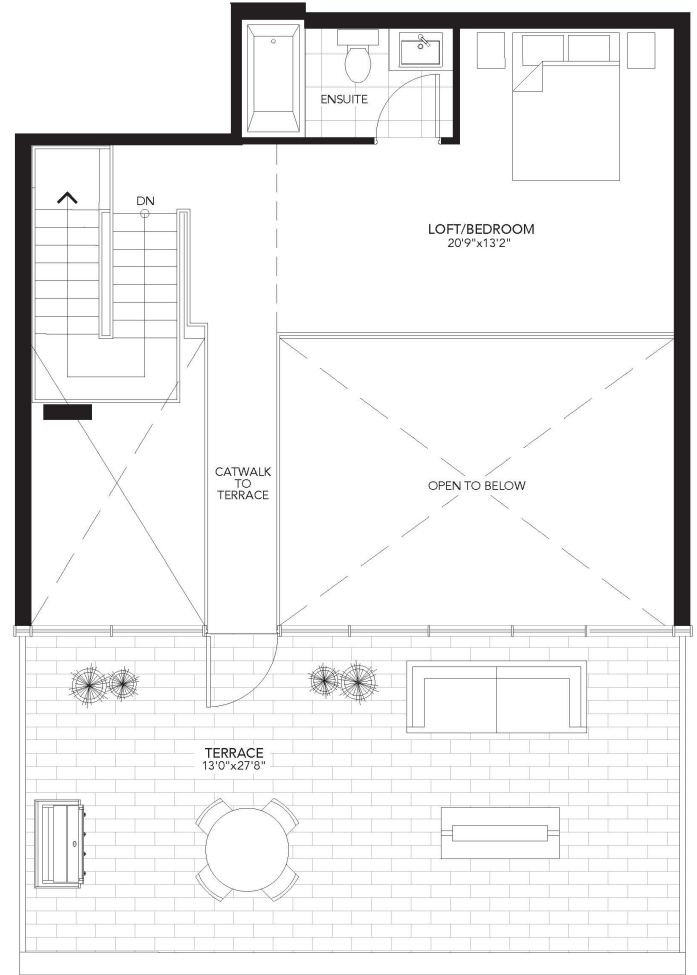 ENSUITE
DN
LOFT/BEDROOM
20'9"x13'2"
CATWALK
TO
TERRACE
OPEN TO BELOW
TERRACE
13'0"x27'8"